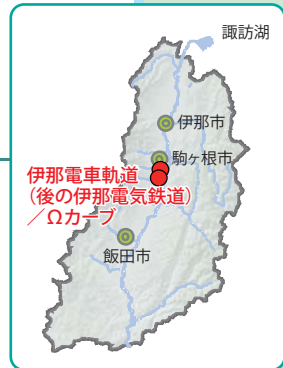 諏訪湖
伊那市
駒ヶ根市
伊那電車軌道
（後の伊那電気鉄道）
／Ωカーブ
飯田市